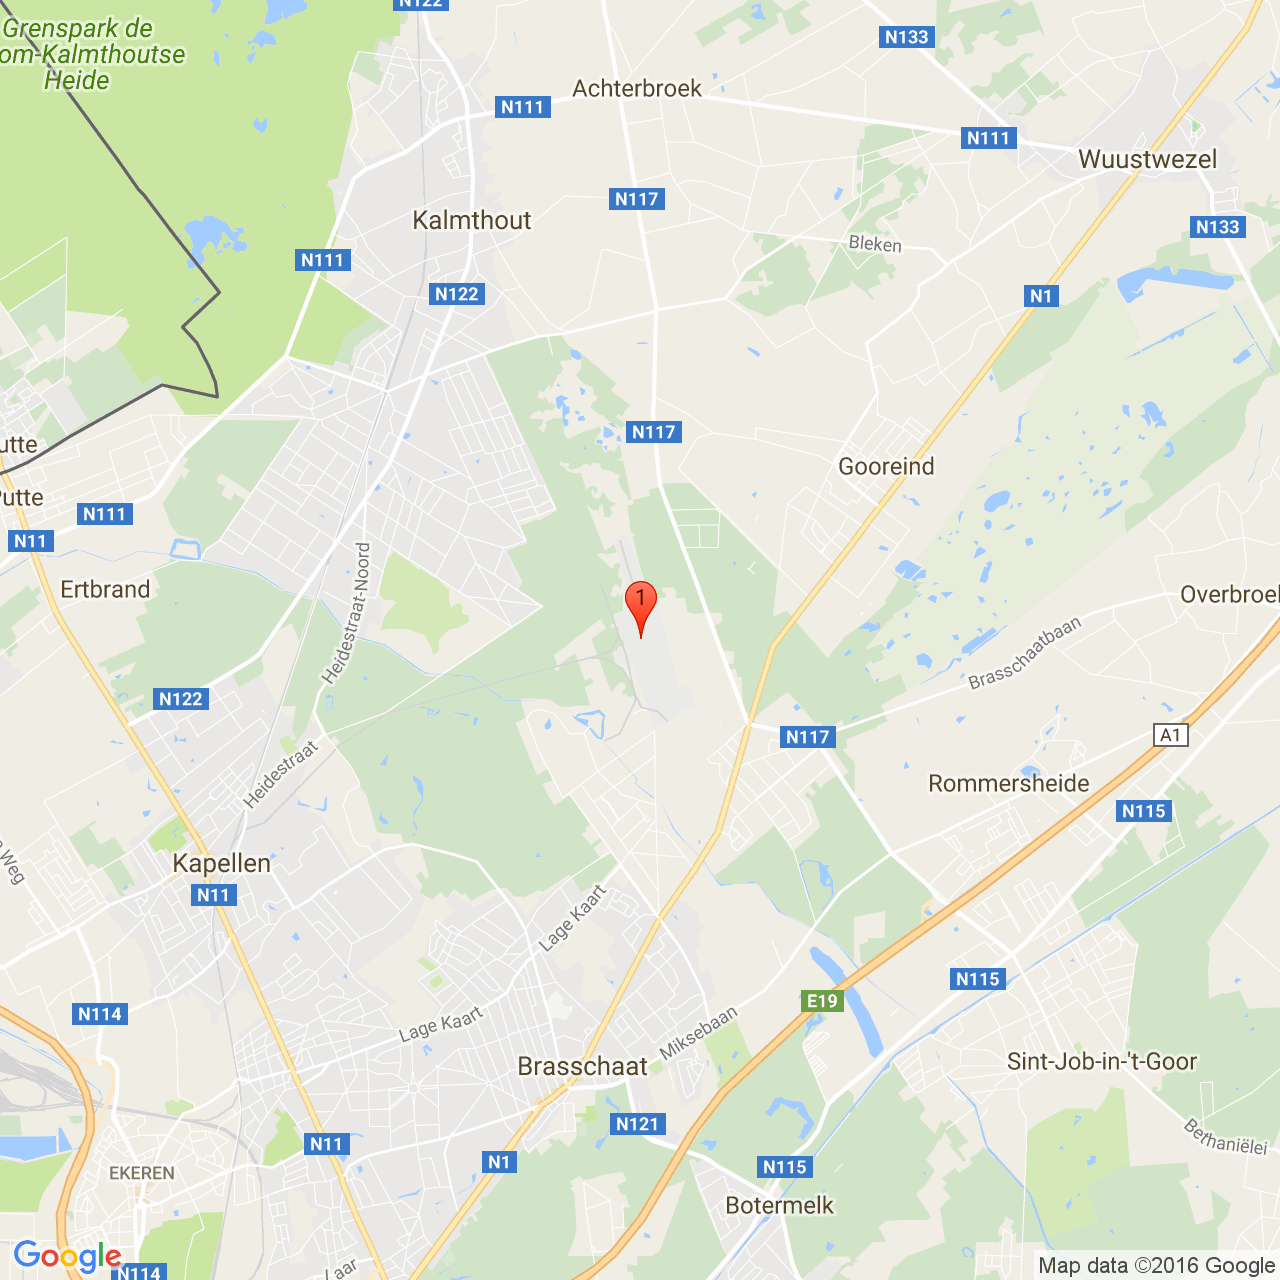 N122
Grenspark de
om-Kalmthoutse
Heide
N133
Achterbroek
N111
N111
Wuustwezel
N117
Kalmthout
N133
Bleken
N111
N122
N1
N117
utte
Gooreind
Putte
N111
N11
Heidestraat-Noord
Ertbrand
1
Overbroek
Brasschaatbaan
N122
N117
A1
Heidestraat
Rommersheide
N115
Weg
Kapellen
N11
Lage Kaart
N115
E19
N114
Lage Kaart
Miksebaan
Brasschaat
Sint-Job-in-'t-Goor
N121
Bethaniëlei
N11
N1
N115
EKEREN
Botermelk
Google
N114
Laar
Map data ©2016 Google